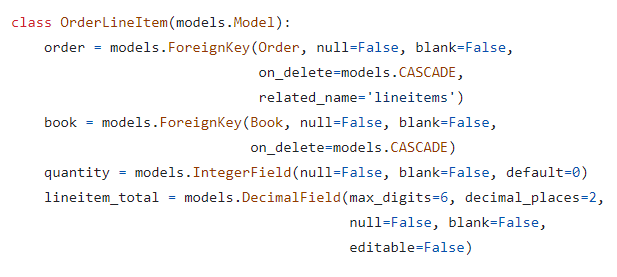 class OrderLineItem(models.Model):
    order = models.ForeignKey(Order, null=False, blank=False,
                              on_delete=models.CASCADE,
                              related_name='lineitems')
    book = models.ForeignKey(Book, null=False, blank=False,
                             on_delete=models.CASCADE)
    quantity = models.IntegerField(null=False, blank=False, default=0)
    lineitem_total = models.DecimalField(max_digits=6, decimal_places=2,
                                         null=False, blank=False,
                                         editable=False)